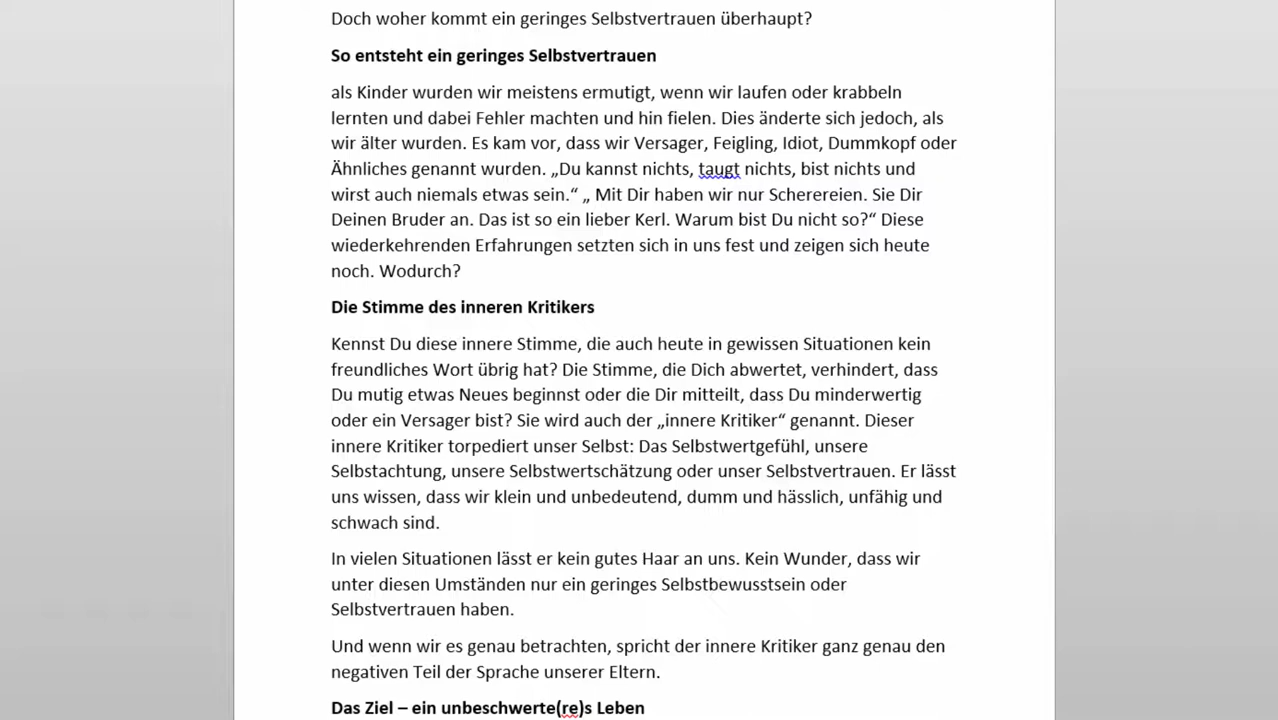 Doch woher kommt ein geringes Selbstvertrauen überhaupt?
So entsteht ein geringes Selbstvertrauen
als Kinder wurden wir meistens ermutigt, wenn wir laufen oder krabbeln
lernten und dabei Fehler machten und hin fielen. Dies änderte sich jedoch, als
wir älter wurden. Es kam vor, dass wir Versager, Feigling, Idiot, Dummkopf oder
Ähnliches genannt wurden. „Du kannst nichts, taugt nichts, bist nichts und
wirst auch niemals etwas sein.“ „ Mit Dir haben wir nur Scherereien. Sie Dir
Deinen Bruder an. Das ist so ein lieber Kerl. Warum bist Du nicht so?“ Diese
wiederkehrenden Erfahrungen setzten sich in uns fest und zeigen sich heute
noch. Wodurch?
Die Stimme des inneren Kritikers
Kennst Du diese innere Stimme, die auch heute in gewissen Situationen kein
freundliches Wort übrig hat? Die Stimme, die Dich abwertet, verhindert, dass
Du mutig etwas Neues beginnst oder die Dir mitteilt, dass Du minderwertig
oder ein Versager bist? Sie wird auch der „innere Kritiker“ genannt. Dieser
innere Kritiker torpediert unser Selbst: Das Selbstwertgefühl, unsere
Selbstachtung, unsere Selbstwertschätzung oder unser Selbstvertrauen. Er lässt
uns wissen, dass wir klein und unbedeutend, dumm und hässlich, unfähig und
schwach sind.
In vielen Situationen lässt er kein gutes Haar an uns. Kein Wunder, dass wir
unter diesen Umständen nur ein geringes Selbstbewusstsein oder
Selbstvertrauen haben.
Und wenn wir es genau betrachten, spricht der innere Kritiker ganz genau den
negativen Teil der Sprache unserer Eltern.
Das Ziel – ein unbeschwerte(re)s Leben